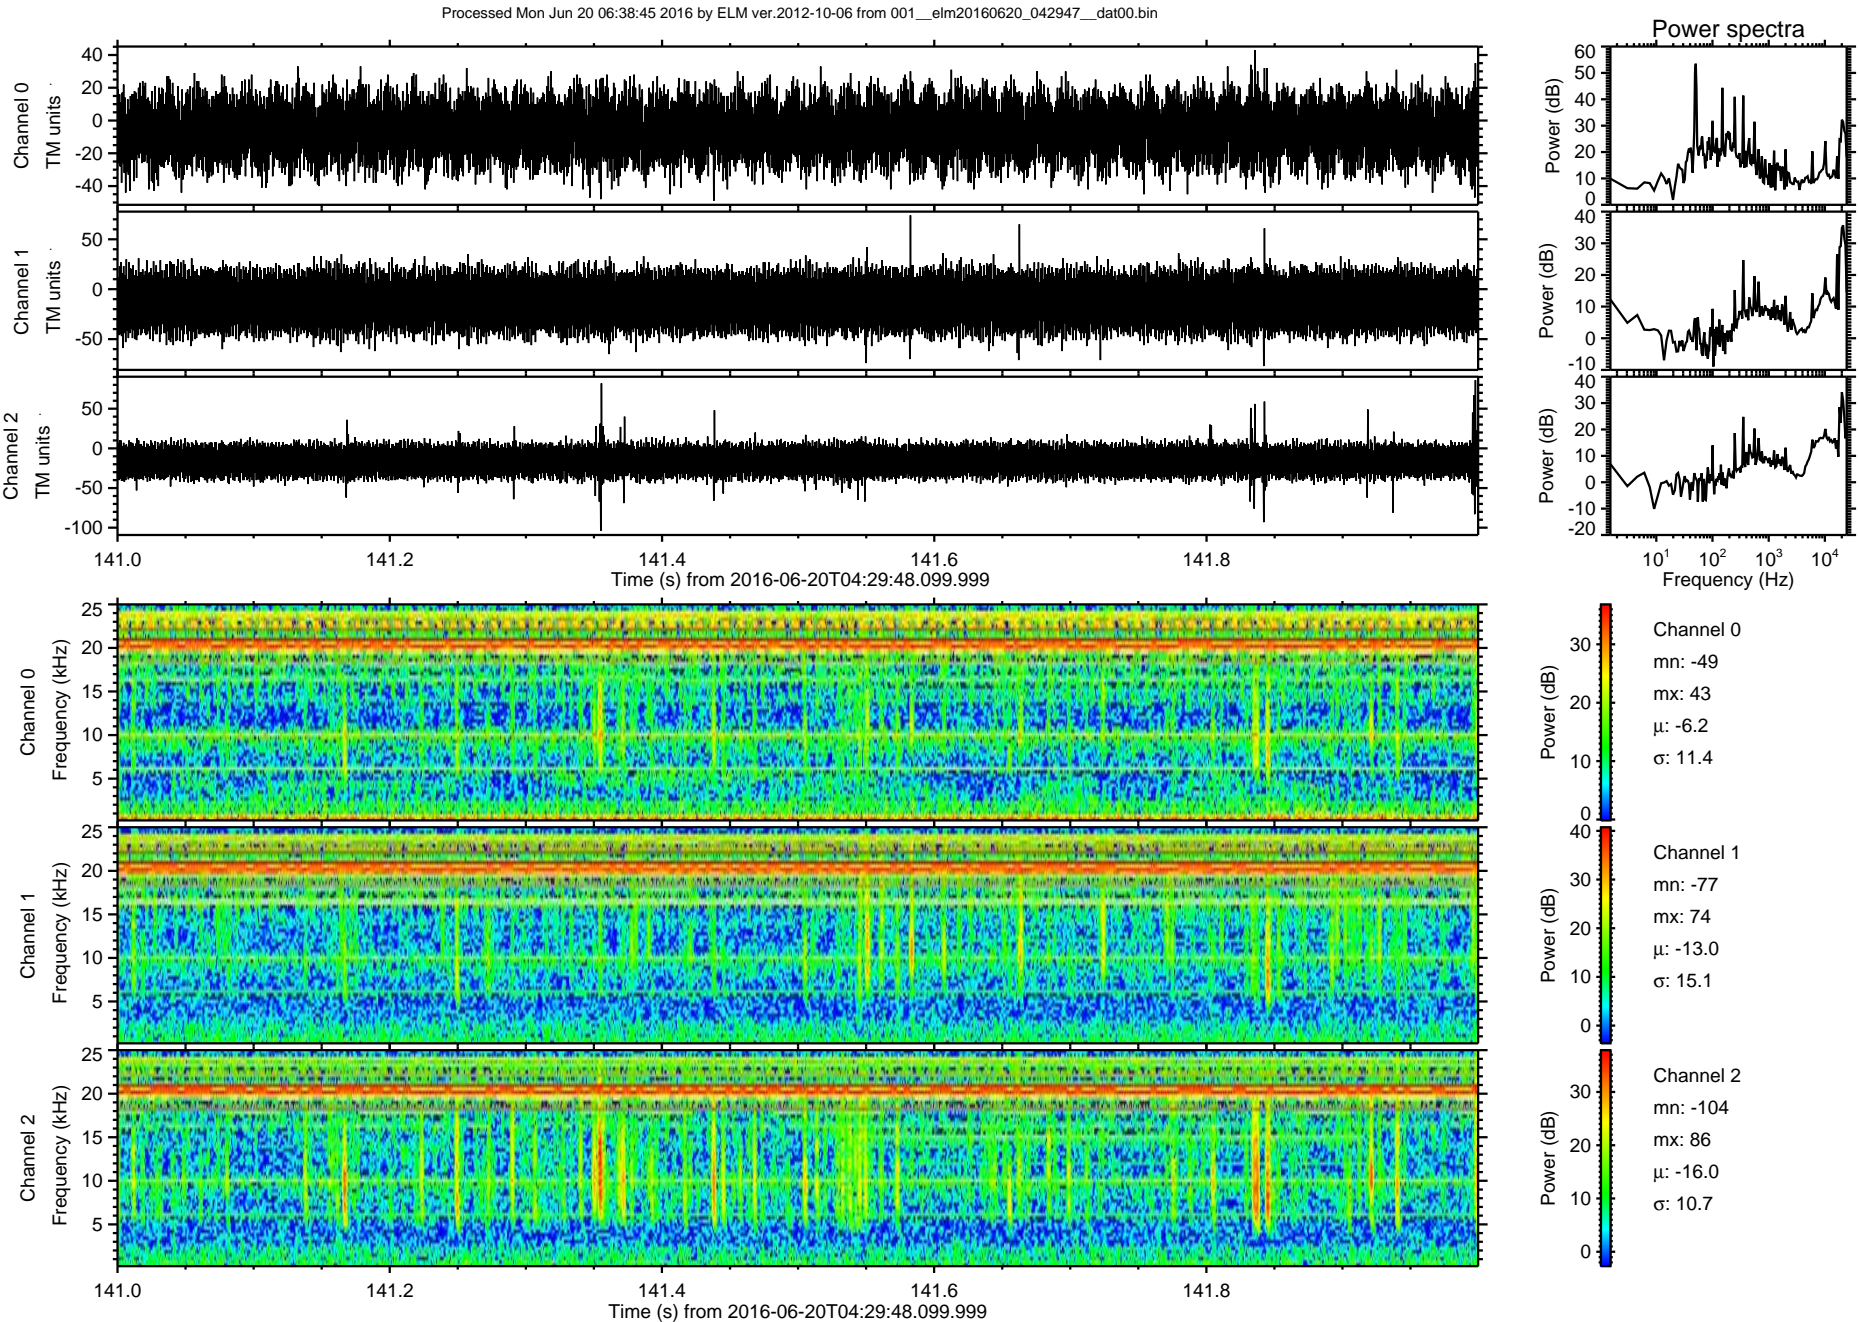 Processed Mon Jun 20 06:38:45 2016 by ELM ver.2012-10-06 from 001__elm20160620_042947__dat00.bin
Power spectra
Channel 0
TM units
40
20
0
-20
-40
Power (dB)
60
50
40
30
20
10
0
Channel 1
TM units
50
0
-50
Power (dB)
40
30
20
10
0
-10
Channel 2
TM units
50
0
-50
-100
Power (dB)
40
30
20
10
0
-10
-20
141.0 141.2 141.4 141.6 141.8
Time (s) from 2016-06-20T04:29:48.099.999
10¹ 10² 10³ 10⁴
Frequency (Hz)
Channel 0
Frequency (kHz)
25
20
15
10
5
Power (dB)
30
20
10
0
Channel 0
mn: -49
mx: 43
µ: -6.2
σ: 11.4
Channel 1
Frequency (kHz)
25
20
15
10
5
Power (dB)
40
30
20
10
0
Channel 1
mn: -77
mx: 74
µ: -13.0
σ: 15.1
Channel 2
Frequency (kHz)
25
20
15
10
5
Power (dB)
30
20
10
0
Channel 2
mn: -104
mx: 86
µ: -16.0
σ: 10.7
141.0 141.2 141.4 141.6 141.8
Time (s) from 2016-06-20T04:29:48.099.999